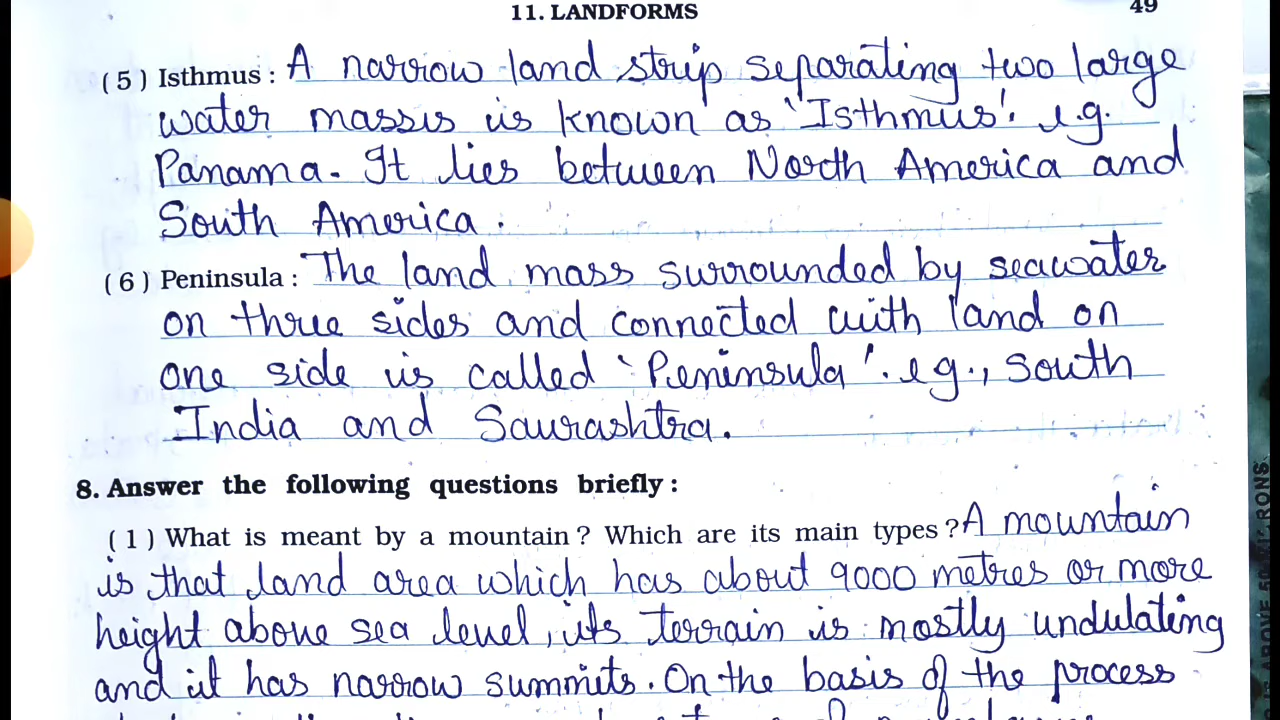 11. LANDFORMS
49
(5) Isthmus : A narrow land strip separating two large
water massis is known as 'Isthmus'. e.g.
Panama. It lies between North America and
South America.
(6) Peninsula : The land mass surrounded by seawater
on three sides and connected with land on
one side is called 'Peninsula'. eg., South
India and Saurashtra.
8. Answer the following questions briefly :
(1) What is meant by a mountain ? Which are its main types ? A mountain
is that land area which has about 9000 metres or more
height above sea level, its terrain is mostly undulating
and it has narrow summits. On the basis of the process